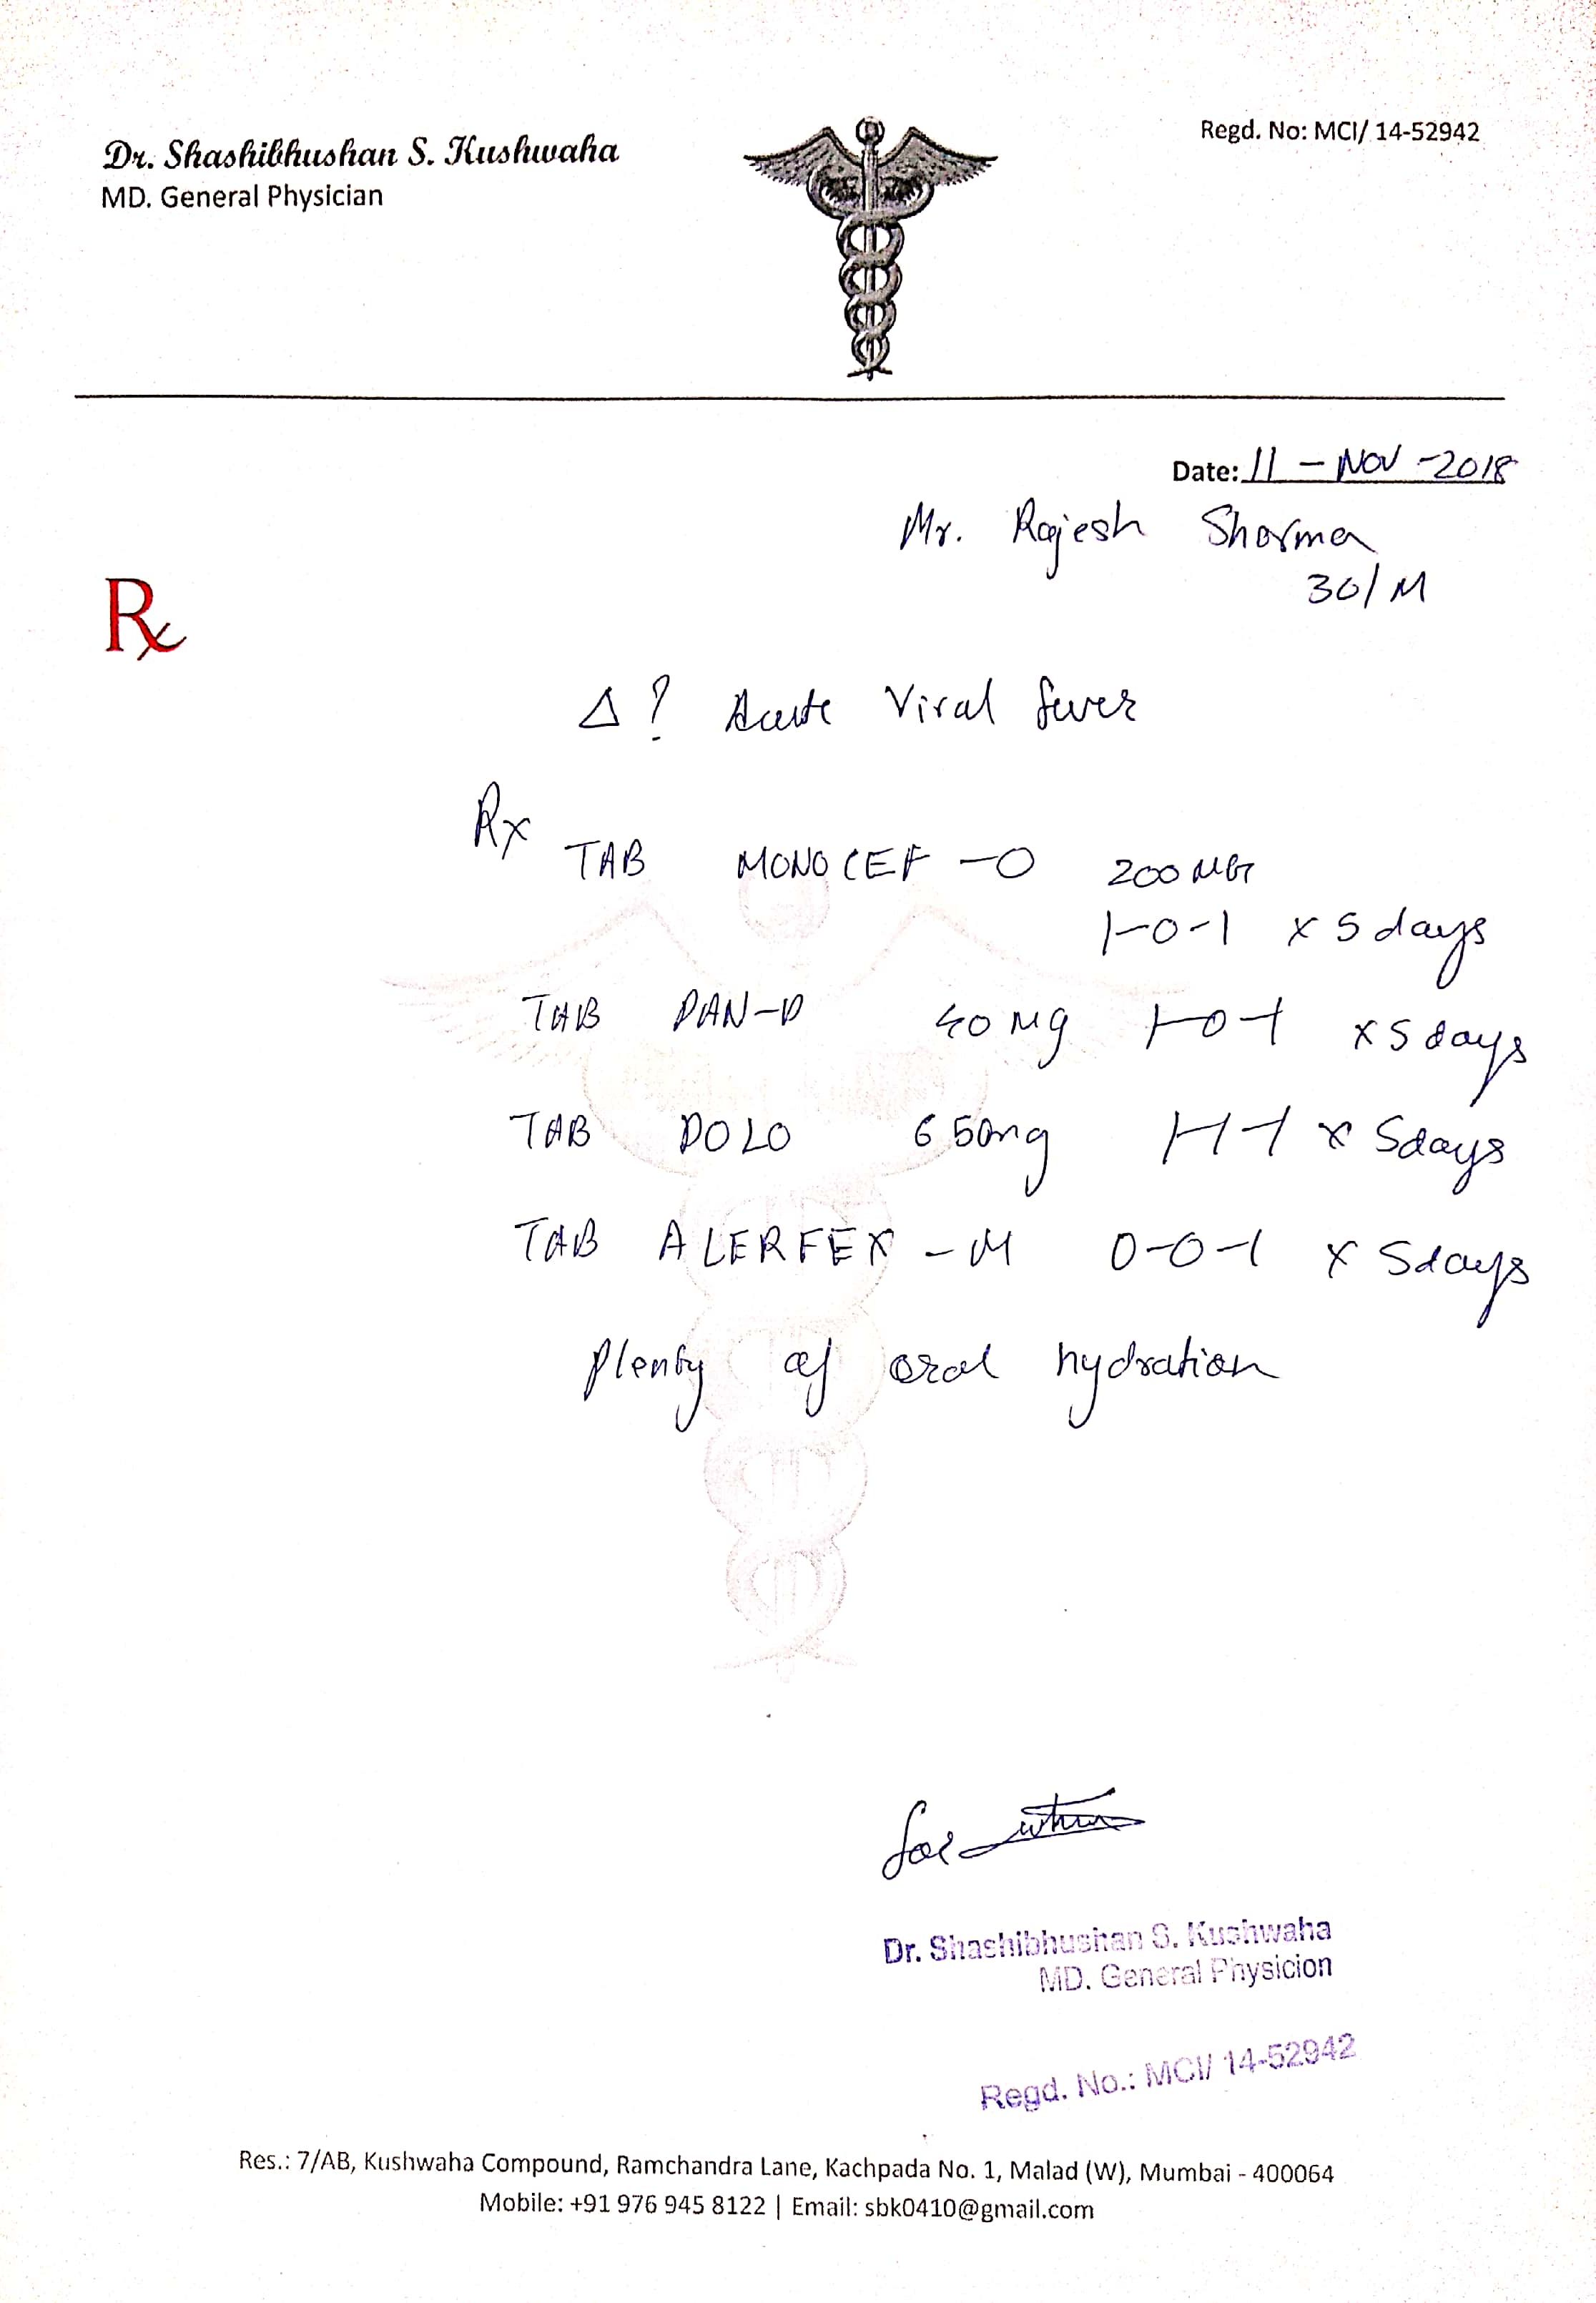 Dr. Shashibhushan S. Kushwaha
MD. General Physician
Regd. No: MCI/ 14-52942
Date: 11 - NOV - 2018
Mr. Rajesh Sharma
30/M
Rx
Δ ? Acute Viral fever
Rx
TAB MONOCEF -O 200 MG
1-0-1 x 5 days
TAB PAN-D 40 mg 1-0-1 x 5 days
TAB DOLO 650mg 1-1-1 x 5days
TAB ALERFEX - M 0-0-1 x 5days
plenty of oral hydration
Dr. Shashibhushan S. Kushwaha
MD. General Physicion
Regd. No.: MCI/ 14-52942
Res.: 7/AB, Kushwaha Compound, Ramchandra Lane, Kachpada No. 1, Malad (W), Mumbai - 400064
Mobile: +91 976 945 8122 | Email: sbk0410@gmail.com